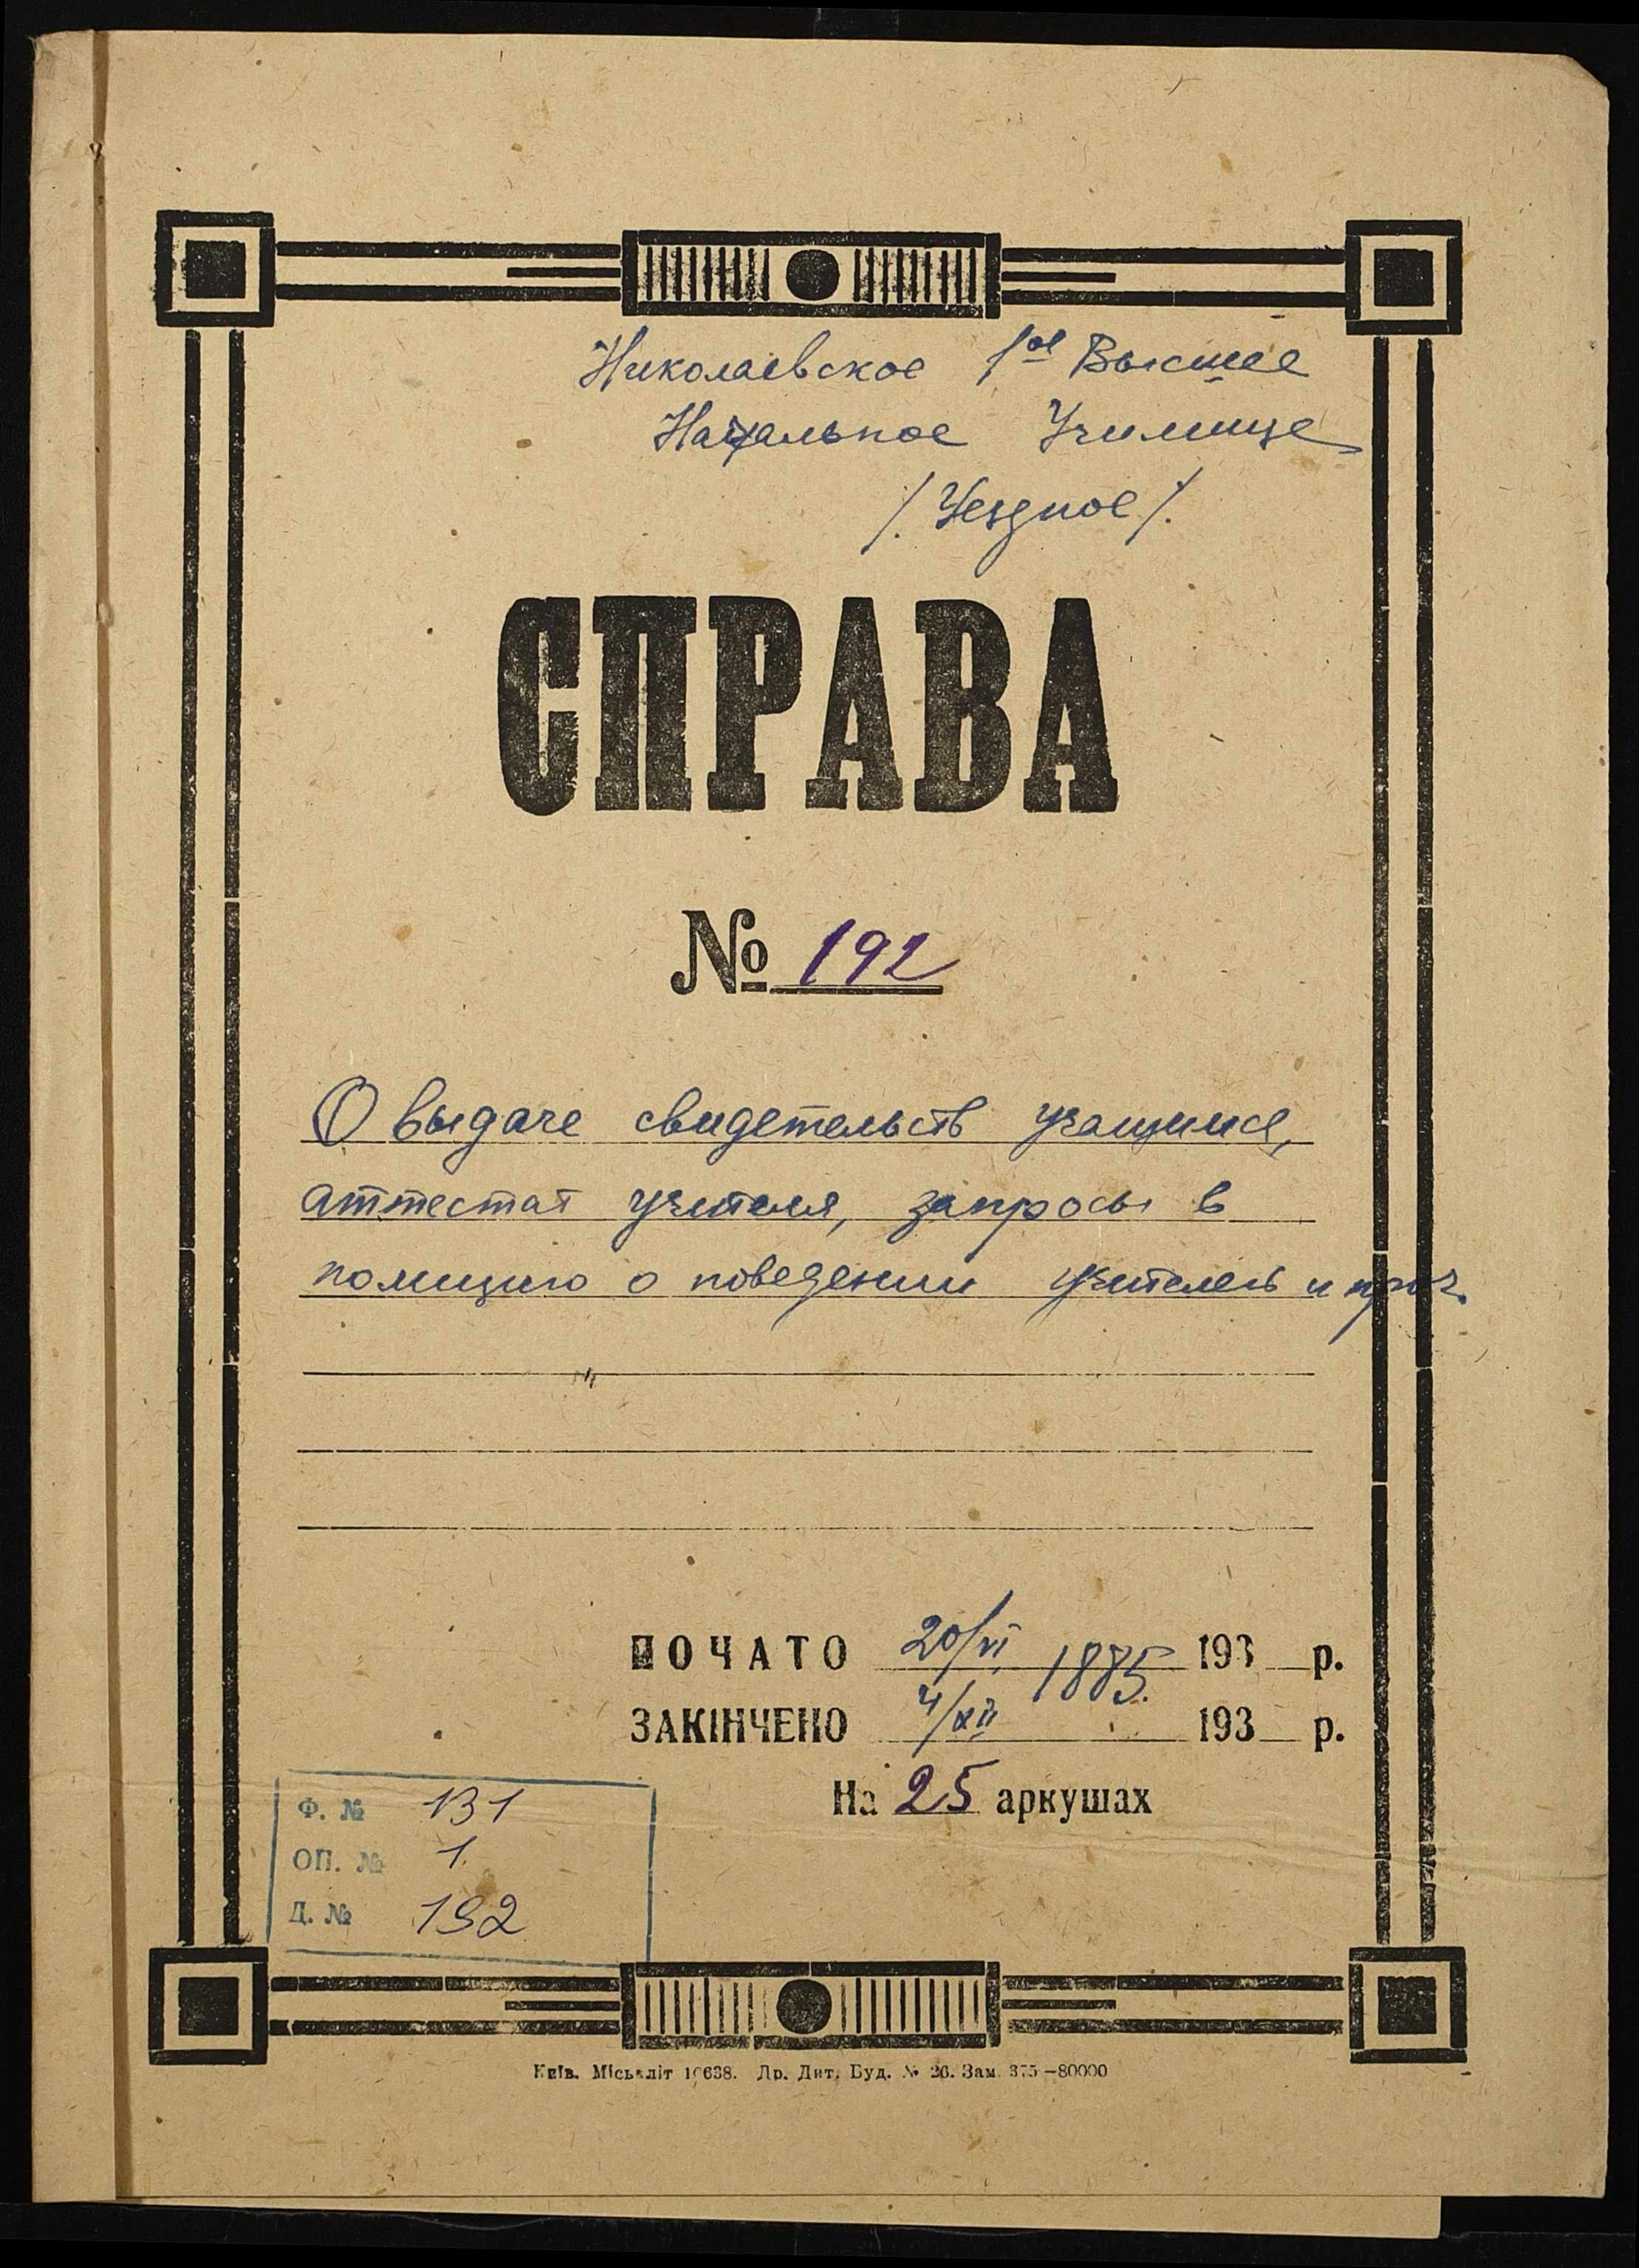 Николаевское 1ое Высшее
Начальное Училище
/. Уездное /.
СПРАВА
№ 192
О выдаче свидетельств учащимся,
аттестат учителя, запросы в
полицию о поведении учителей и проч.
ПОЧАТО 20/VI 1885. 193 р.
ЗАКІНЧЕНО 4/XII 193 р.
На 25 аркушах
Ф. № 131
ОП. № 1.
Д. № 192
Київ. Міськліт 10638. Др. Дит. Буд. № 26. Зам. 375—80000